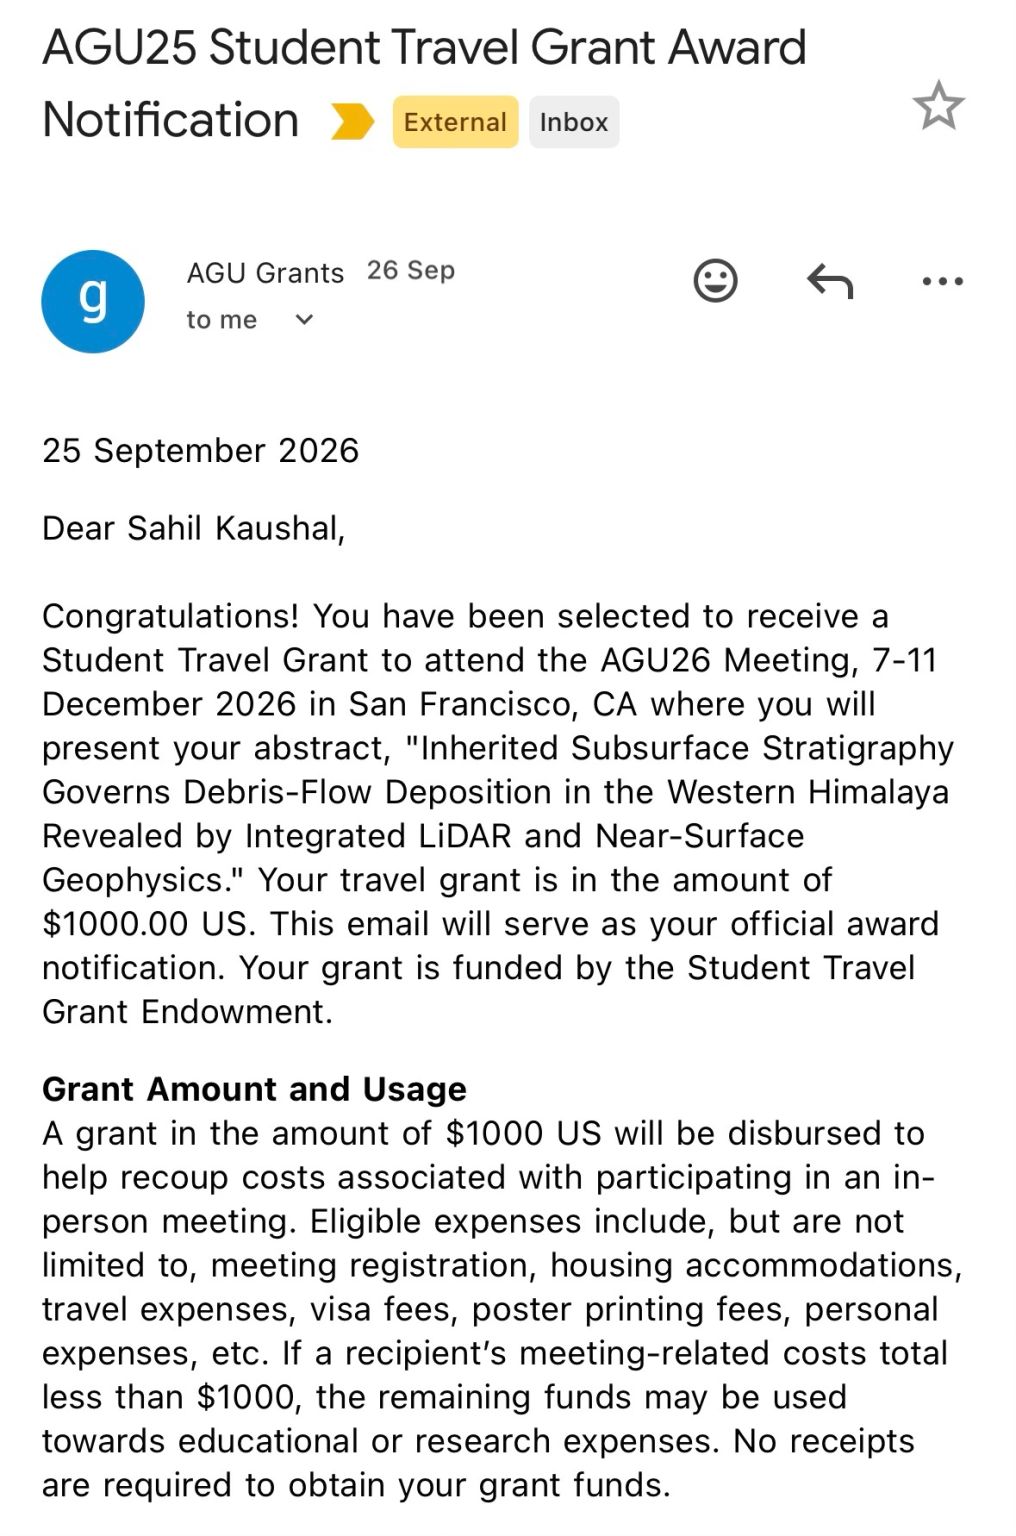 AGU25 Student Travel Grant Award
Notification External Inbox
g
AGU Grants 26 Sep
to me
25 September 2026
Dear Sahil Kaushal,
Congratulations! You have been selected to receive a
Student Travel Grant to attend the AGU26 Meeting, 7-11
December 2026 in San Francisco, CA where you will
present your abstract, "Inherited Subsurface Stratigraphy
Governs Debris-Flow Deposition in the Western Himalaya
Revealed by Integrated LiDAR and Near-Surface
Geophysics." Your travel grant is in the amount of
$1000.00 US. This email will serve as your official award
notification. Your grant is funded by the Student Travel
Grant Endowment.
Grant Amount and Usage
A grant in the amount of $1000 US will be disbursed to
help recoup costs associated with participating in an in-
person meeting. Eligible expenses include, but are not
limited to, meeting registration, housing accommodations,
travel expenses, visa fees, poster printing fees, personal
expenses, etc. If a recipient’s meeting-related costs total
less than $1000, the remaining funds may be used
towards educational or research expenses. No receipts
are required to obtain your grant funds.